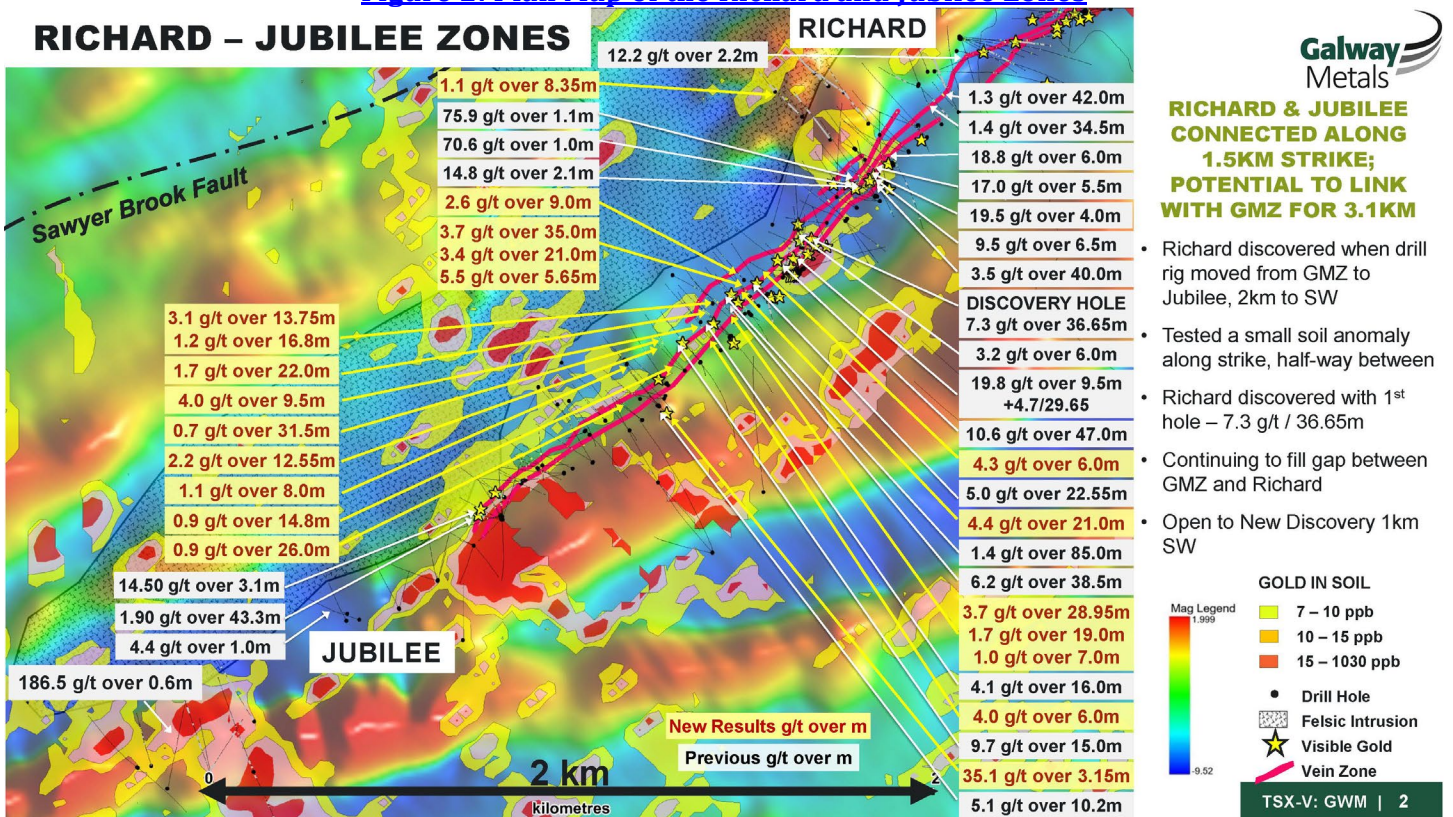 Figure 2: Plan Map of the Richard and Jubilee Zones
RICHARD – JUBILEE ZONES
RICHARD
Galway
Metals
12.2 g/t over 2.2m
1.1 g/t over 8.35m
75.9 g/t over 1.1m
70.6 g/t over 1.0m
14.8 g/t over 2.1m
2.6 g/t over 9.0m
3.7 g/t over 35.0m
3.4 g/t over 21.0m
5.5 g/t over 5.65m
Sawyer Brook Fault
3.1 g/t over 13.75m
1.2 g/t over 16.8m
1.7 g/t over 22.0m
4.0 g/t over 9.5m
0.7 g/t over 31.5m
2.2 g/t over 12.55m
1.1 g/t over 8.0m
0.9 g/t over 14.8m
0.9 g/t over 26.0m
14.50 g/t over 3.1m
1.90 g/t over 43.3m
4.4 g/t over 1.0m
JUBILEE
186.5 g/t over 0.6m
New Results g/t over m
Previous g/t over m
0
2 km
2
kilometres
1.3 g/t over 42.0m
1.4 g/t over 34.5m
18.8 g/t over 6.0m
17.0 g/t over 5.5m
19.5 g/t over 4.0m
9.5 g/t over 6.5m
3.5 g/t over 40.0m
DISCOVERY HOLE
7.3 g/t over 36.65m
3.2 g/t over 6.0m
19.8 g/t over 9.5m
+4.7/29.65
10.6 g/t over 47.0m
4.3 g/t over 6.0m
5.0 g/t over 22.55m
4.4 g/t over 21.0m
1.4 g/t over 85.0m
6.2 g/t over 38.5m
3.7 g/t over 28.95m
1.7 g/t over 19.0m
1.0 g/t over 7.0m
4.1 g/t over 16.0m
4.0 g/t over 6.0m
9.7 g/t over 15.0m
35.1 g/t over 3.15m
5.1 g/t over 10.2m
RICHARD & JUBILEE
CONNECTED ALONG
1.5KM STRIKE;
POTENTIAL TO LINK
WITH GMZ FOR 3.1KM
• Richard discovered when drill
rig moved from GMZ to
Jubilee, 2km to SW
• Tested a small soil anomaly
along strike, half-way between
• Richard discovered with 1st
hole – 7.3 g/t / 36.65m
• Continuing to fill gap between
GMZ and Richard
• Open to New Discovery 1km
SW
Mag Legend
1.999
-9.52
GOLD IN SOIL
7 – 10 ppb
10 – 15 ppb
15 – 1030 ppb
Drill Hole
Felsic Intrusion
Visible Gold
Vein Zone
TSX-V: GWM | 2